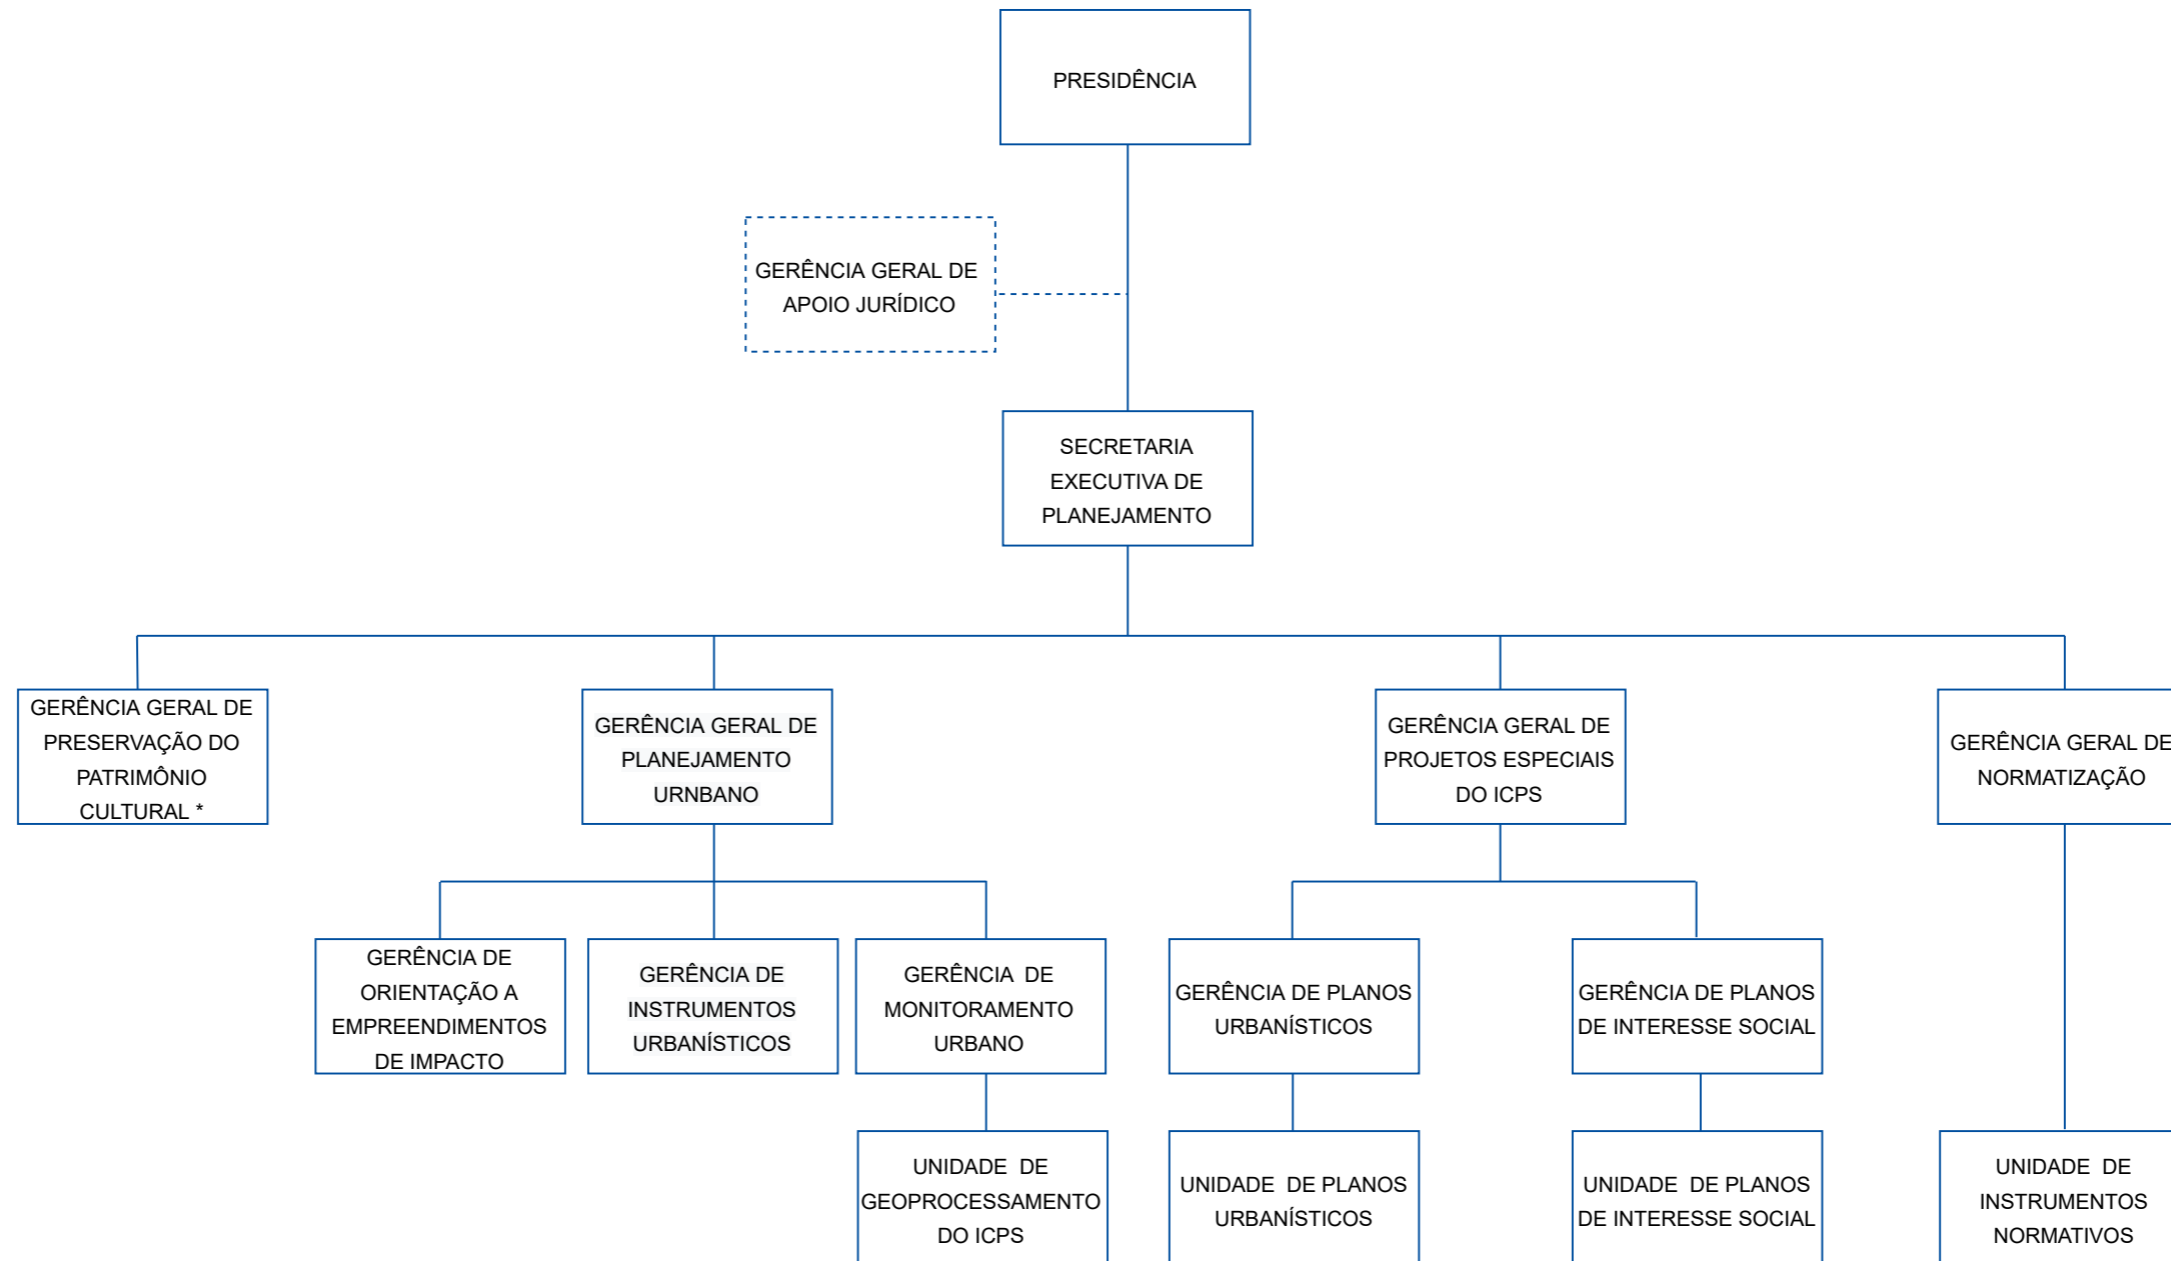 PRESIDÊNCIA
GERÊNCIA GERAL DE
APOIO JURÍDICO
SECRETARIA
EXECUTIVA DE
PLANEJAMENTO
GERÊNCIA GERAL DE
PRESERVAÇÃO DO
PATRIMÔNIO
CULTURAL *
GERÊNCIA GERAL DE
PLANEJAMENTO
URNBANO
GERÊNCIA GERAL DE
PROJETOS ESPECIAIS
DO ICPS
GERÊNCIA GERAL DE
NORMATIZAÇÃO
GERÊNCIA DE
ORIENTAÇÃO A
EMPREENDIMENTOS
DE IMPACTO
GERÊNCIA DE
INSTRUMENTOS
URBANÍSTICOS
GERÊNCIA DE
MONITORAMENTO
URBANO
GERÊNCIA DE PLANOS
URBANÍSTICOS
GERÊNCIA DE PLANOS
DE INTERESSE SOCIAL
UNIDADE DE
GEOPROCESSAMENTO
DO ICPS
UNIDADE DE PLANOS
URBANÍSTICOS
UNIDADE DE PLANOS
DE INTERESSE SOCIAL
UNIDADE DE
INSTRUMENTOS
NORMATIVOS